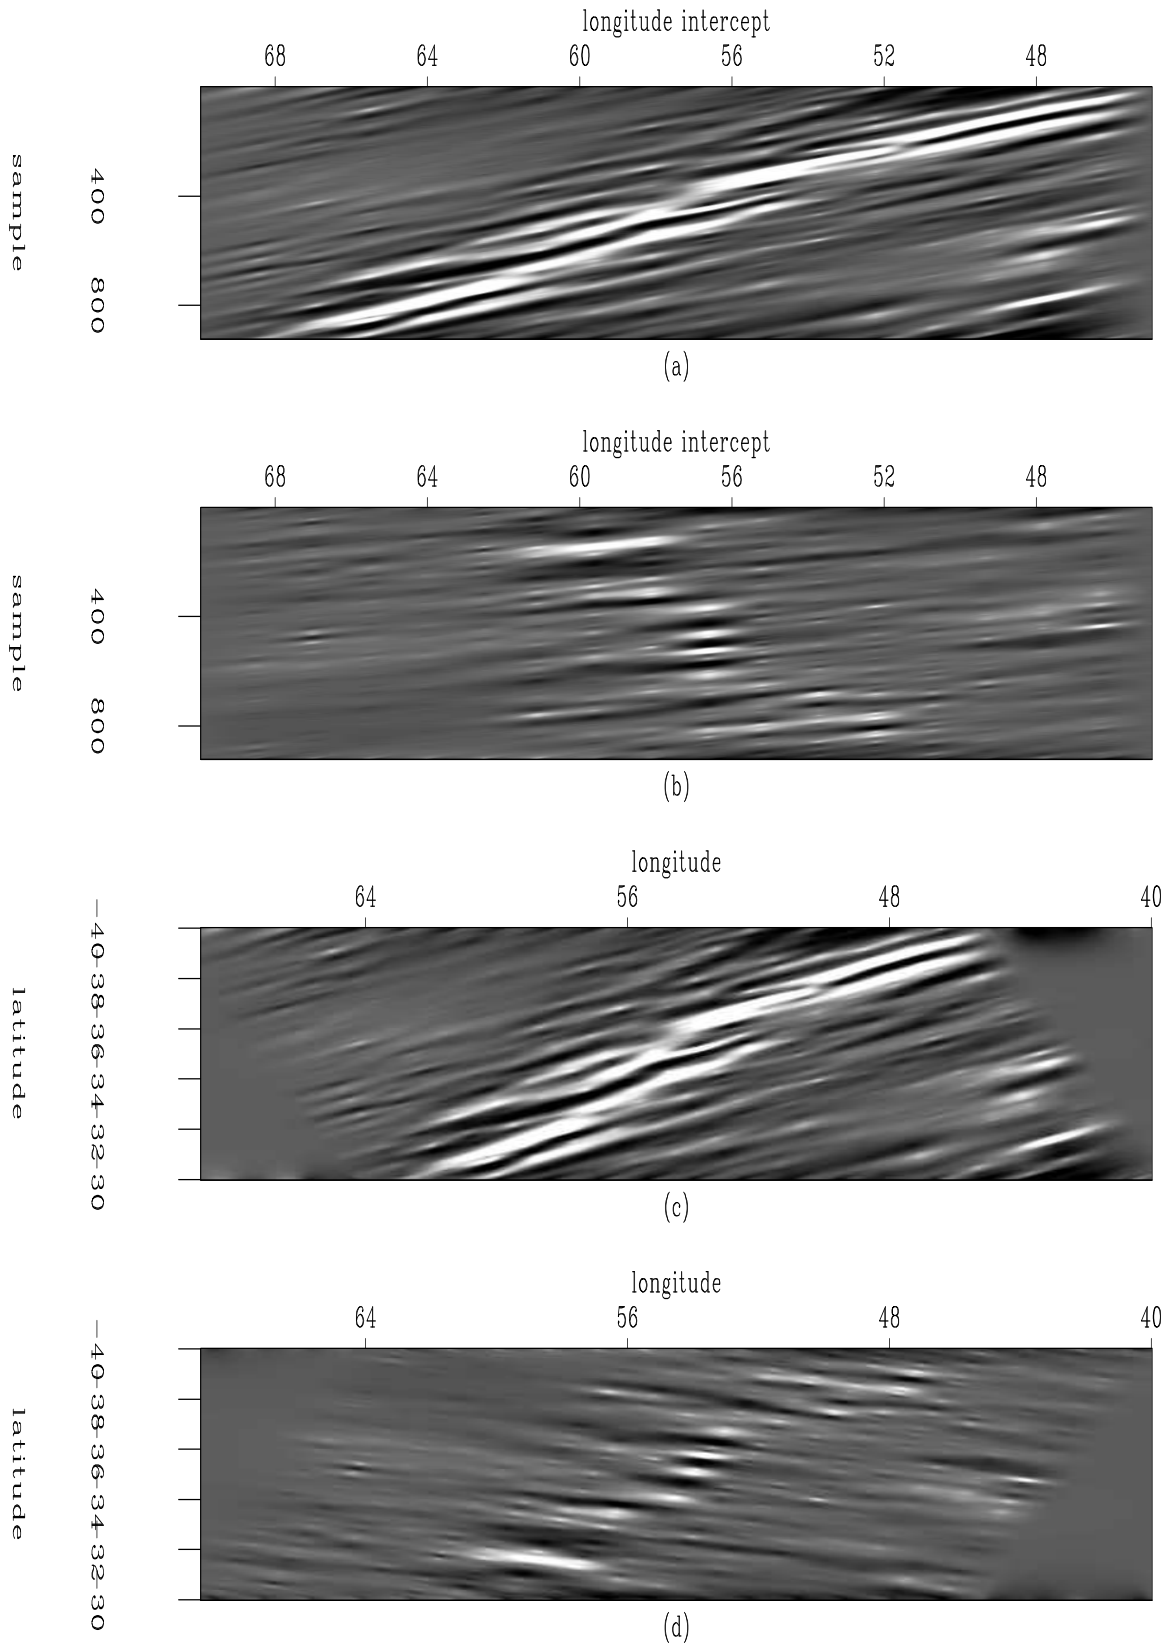 longitude intercept
68 64 60 56 52 48
sample
400
800
(a)
longitude intercept
68 64 60 56 52 48
sample
400
800
(b)
longitude
64 56 48 40
latitude
-40-38-36-34-32-30
(c)
longitude
64 56 48 40
latitude
-40-38-36-34-32-30
(d)